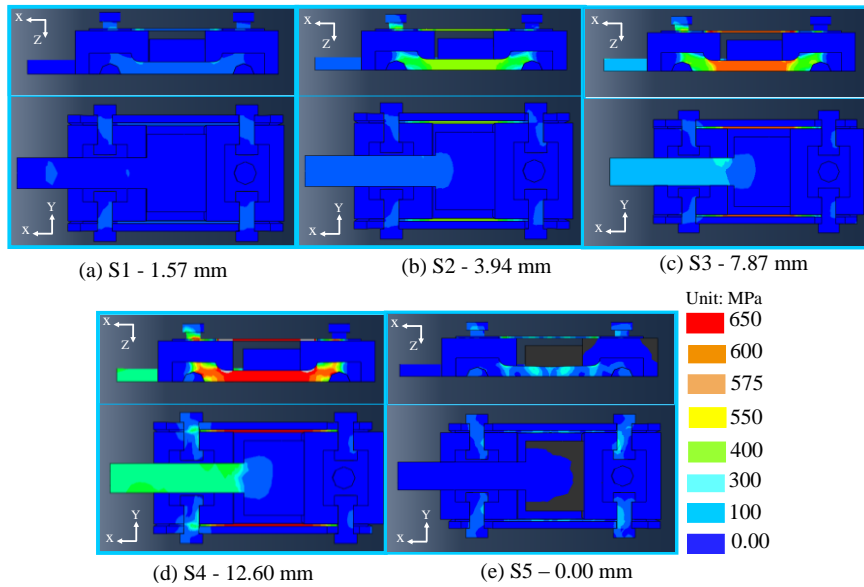 X
Z
X
Z
X
Z
Y
X
Y
X
Y
X
(a) S1 - 1.57 mm
(b) S2 - 3.94 mm
(c) S3 - 7.87 mm
X
Z
X
Z
Unit: MPa
650
600
575
550
400
300
100
0.00
Y
X
Y
X
(d) S4 - 12.60 mm
(e) S5 – 0.00 mm